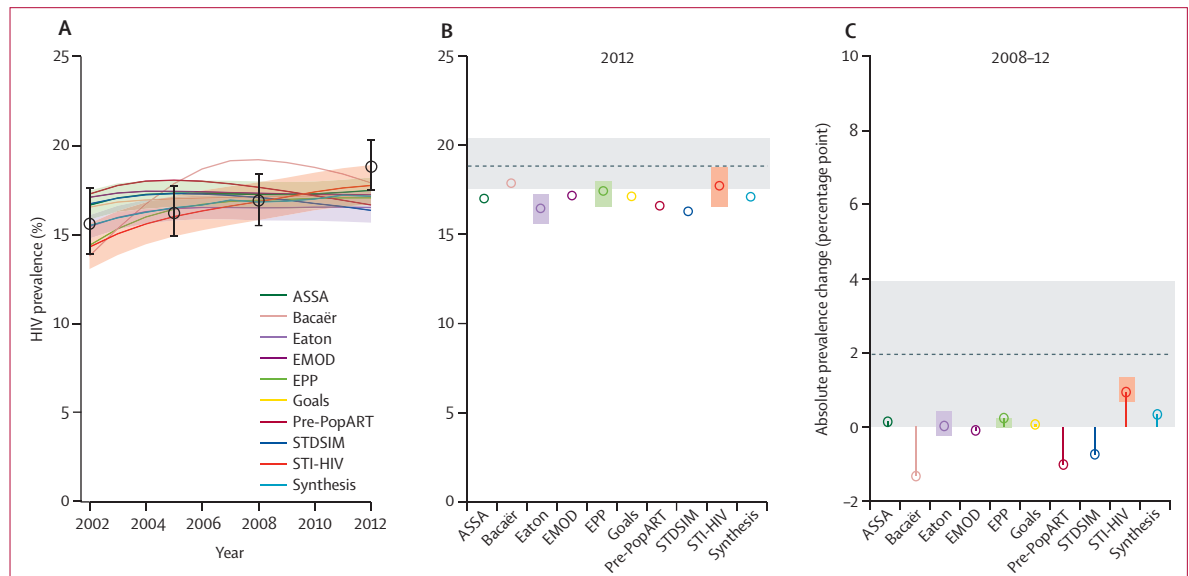 A
25
20
15
10
5
0
HIV prevalence (%)
2002
2004
2006
2008
2010
2012
Year
ASSA
Bacaër
Eaton
EMOD
EPP
Goals
Pre-PopART
STDSIM
STI-HIV
Synthesis
B
2012
25
20
15
10
5
0
ASSA
Bacaër
Eaton
EMOD
EPP
Goals
Pre-PopART
STDSIM
STI-HIV
Synthesis
C
2008–12
10
8
6
4
2
0
–2
Absolute prevalence change (percentage point)
ASSA
Bacaër
Eaton
EMOD
EPP
Goals
Pre-PopART
STDSIM
STI-HIV
Synthesis